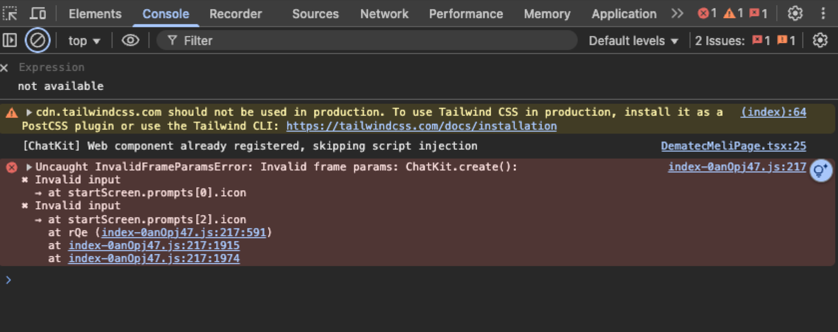 Elements Console Recorder Sources Network Performance Memory Application 1 1 1
top Filter Default levels 2 Issues: 1 1
Expression
not available
cdn.tailwindcss.com should not be used in production. To use Tailwind CSS in production, install it as a (index):64
PostCSS plugin or use the Tailwind CLI: https://tailwindcss.com/docs/installation
[ChatKit] Web component already registered, skipping script injection DematecMeliPage.tsx:25
Uncaught InvalidFrameParamsError: Invalid frame params: ChatKit.create(): index-0anOpj47.js:217
✖ Invalid input
→ at startScreen.prompts[0].icon
✖ Invalid input
→ at startScreen.prompts[2].icon
at rQe (index-0anOpj47.js:217:591)
at index-0anOpj47.js:217:1915
at index-0anOpj47.js:217:1974